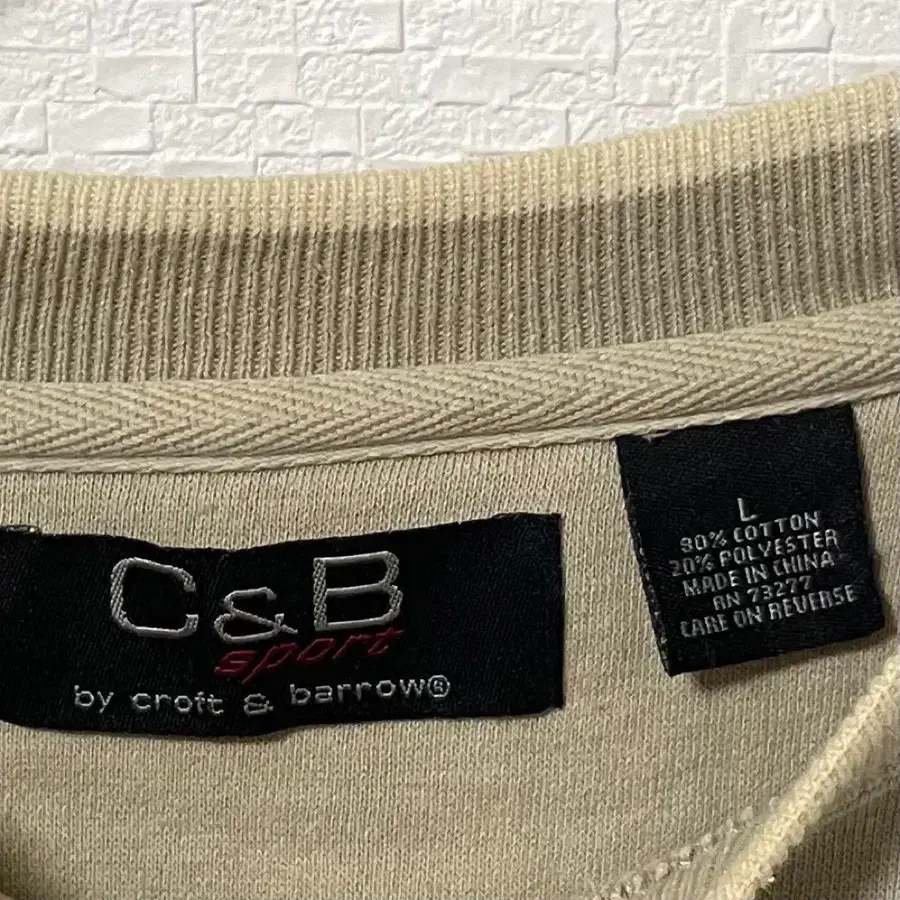 C&B
sport
by croft & barrow®
L
80% COTTON
20% POLYESTER
MADE IN CHINA
RN 73277
CARE ON REVERSE